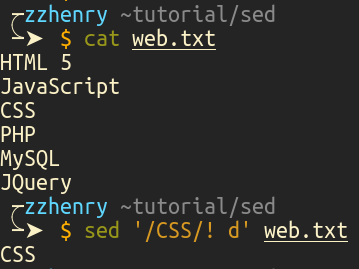 zzhenry ~tutorial/sed
$ cat web.txt
HTML 5
JavaScript
CSS
PHP
MySQL
JQuery
zzhenry ~tutorial/sed
$ sed '/CSS/! d' web.txt
CSS